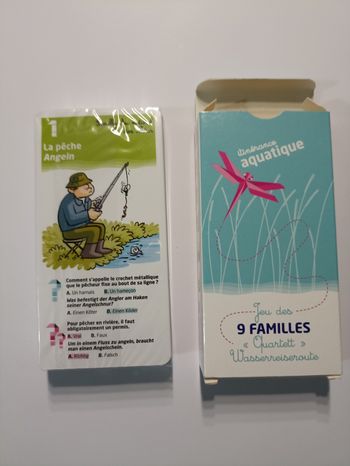 1
La pêche
Angeln
Comment s'appelle le crochet métallique
que le pêcheur fixe au bout de sa ligne?
A. Un harnais B. Un hameçon
Was befestigt der Angler am Haken
seiner Angelschnur?
A. Einen Köter D. Einen Köder
Pour pêcher en rivière, il faut
obligatoirement un permis.
A. Vrai B. Faux
Um in einem Fluss zu angeln, braucht
man einen Angelschein.
A. Richtig B. Falsch
itinérance
aquatique
Jeu des
9 FAMILLES
« Quartett »
Wasserreiseroute